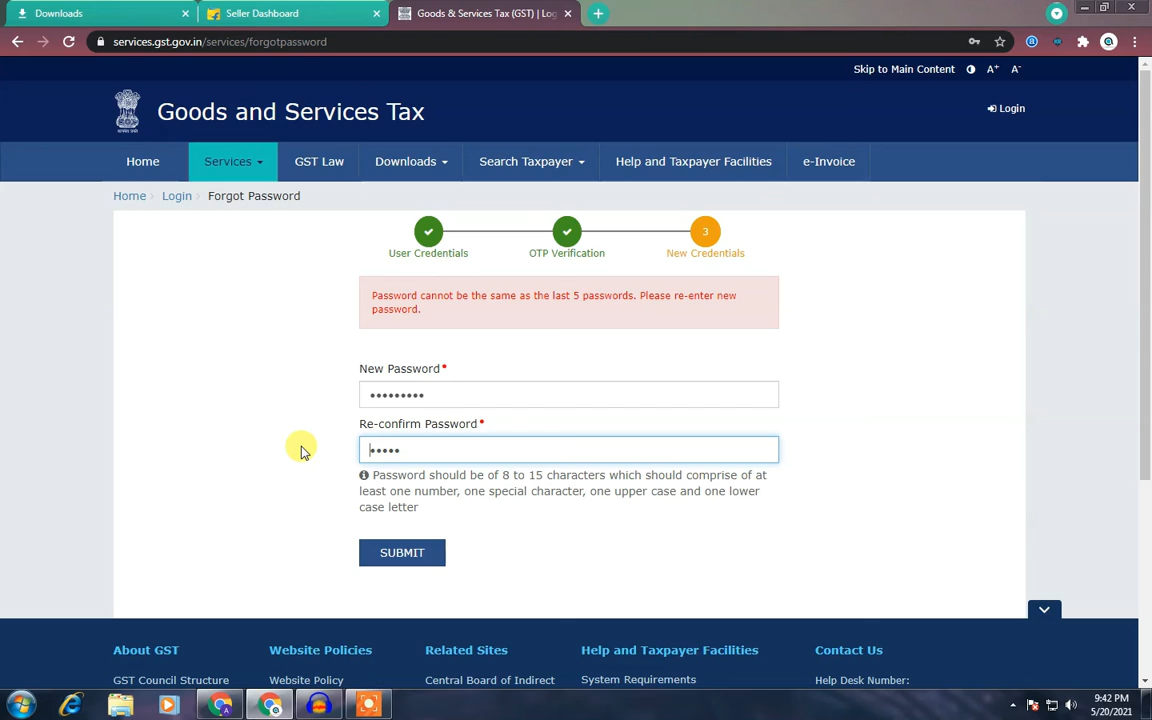 Downloads
Seller Dashboard
Goods & Services Tax (GST) | Log
services.gst.gov.in/services/forgotpassword
Skip to Main Content A+ A-
Goods and Services Tax
Login
Home Services GST Law Downloads Search Taxpayer Help and Taxpayer Facilities e-Invoice
Home Login Forgot Password
3
User Credentials OTP Verification New Credentials
Password cannot be the same as the last 5 passwords. Please re-enter new
password.
New Password•
•••••••••
Re-confirm Password•
•••••
Password should be of 8 to 15 characters which should comprise of at
least one number, one special character, one upper case and one lower
case letter
SUBMIT
About GST Website Policies Related Sites Help and Taxpayer Facilities Contact Us
GST Council Structure Website Policy Central Board of Indirect System Requirements Help Desk Number:
9:42 PM
5/20/2021